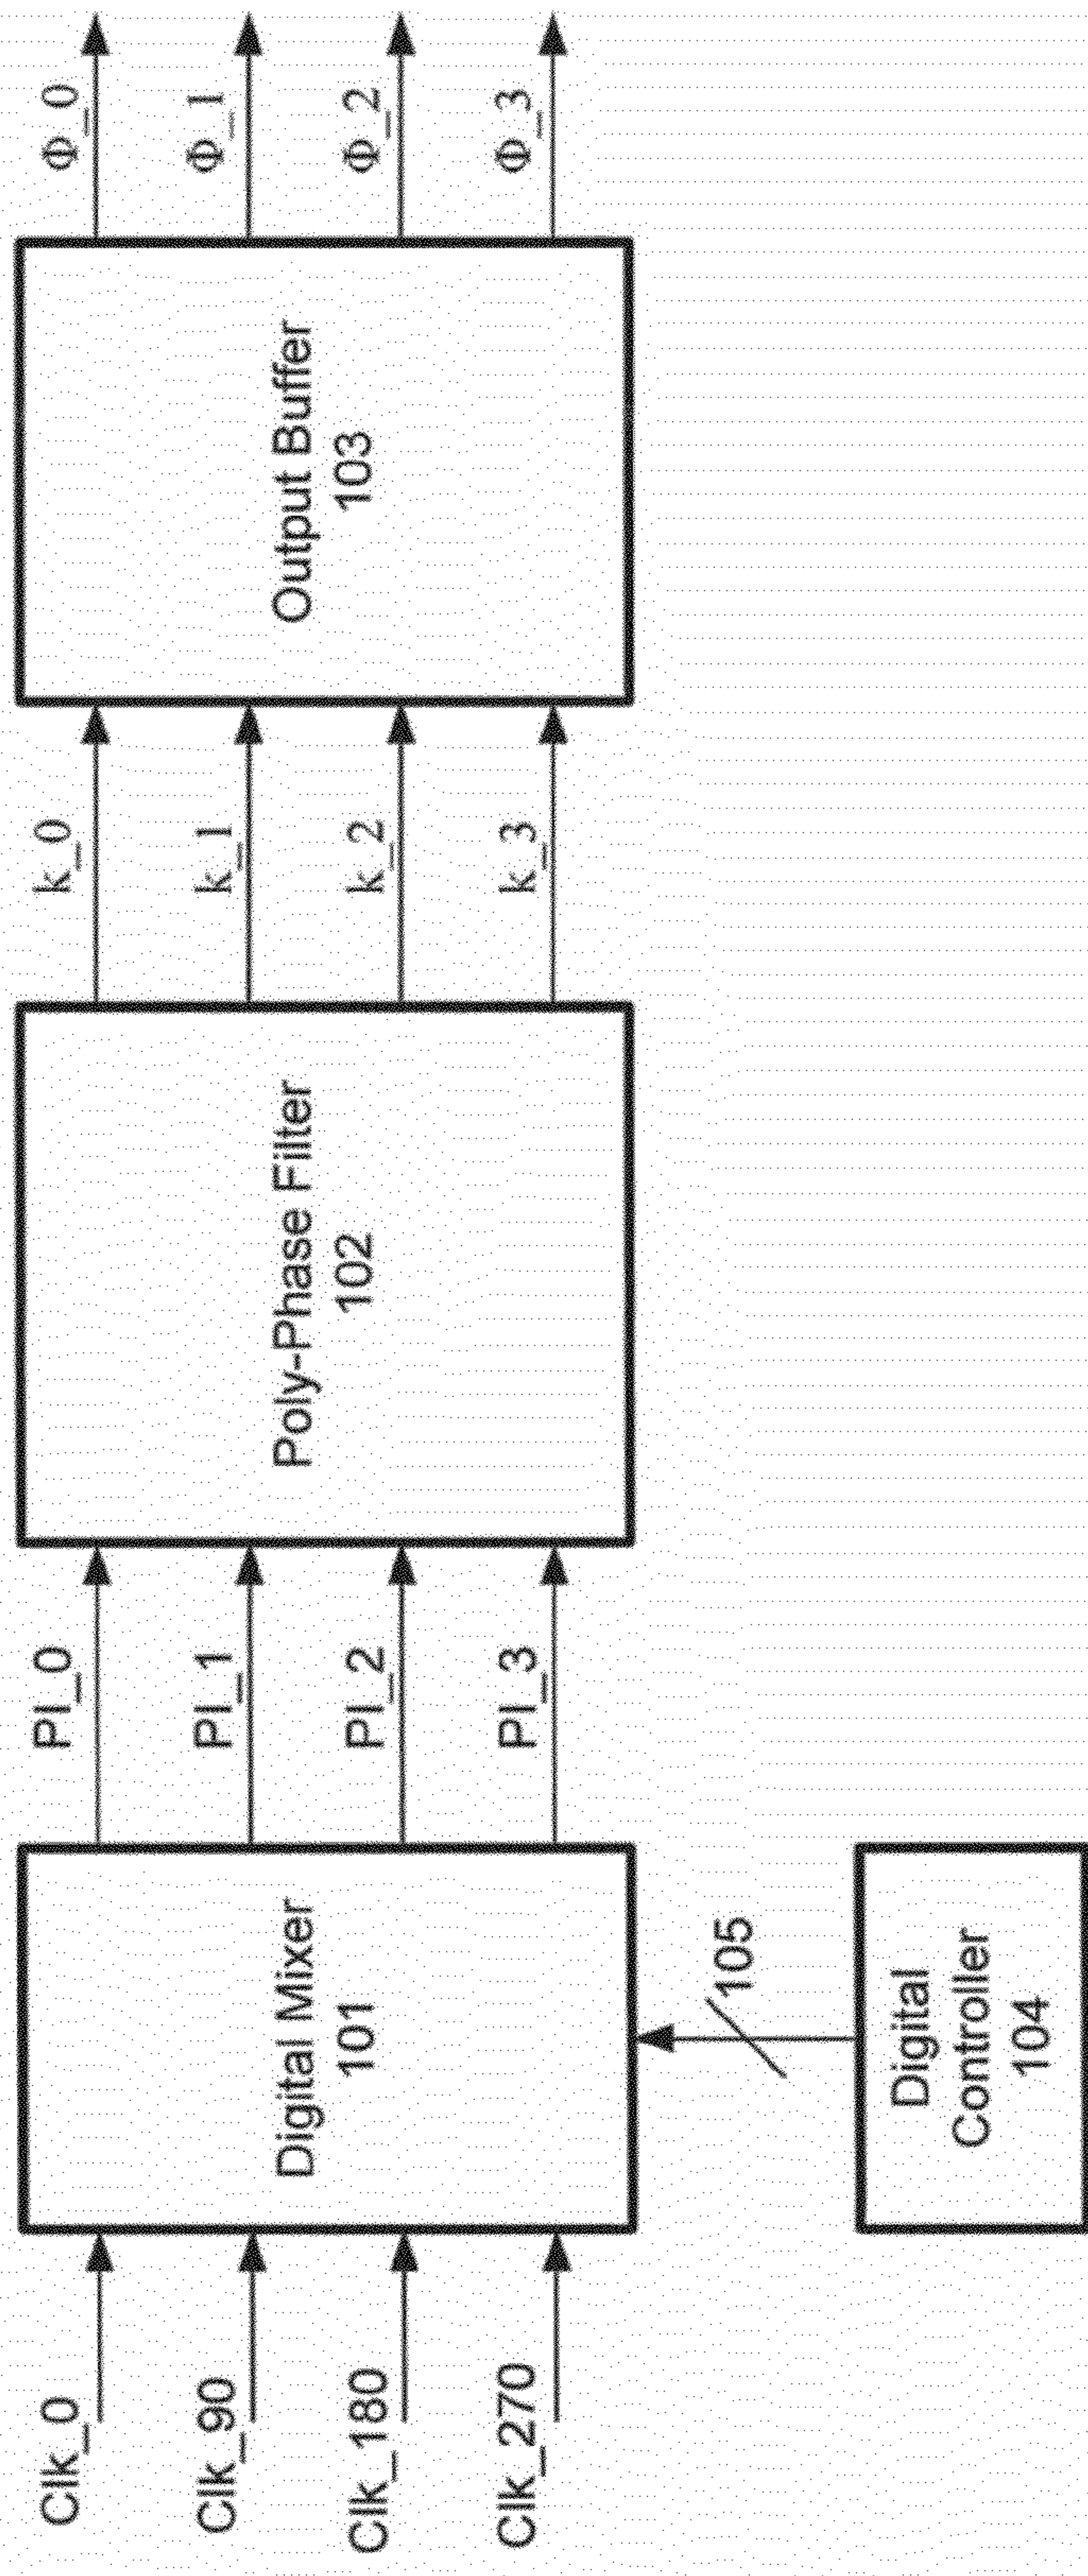 Clk_0
Clk_90
Clk_180
Clk_270
Digital Mixer
101
PI_0
PI_1
PI_2
PI_3
Poly-Phase Filter
102
k_0
k_1
k_2
k_3
Output Buffer
103
Φ_0
Φ_1
Φ_2
Φ_3
105
Digital
Controller
104